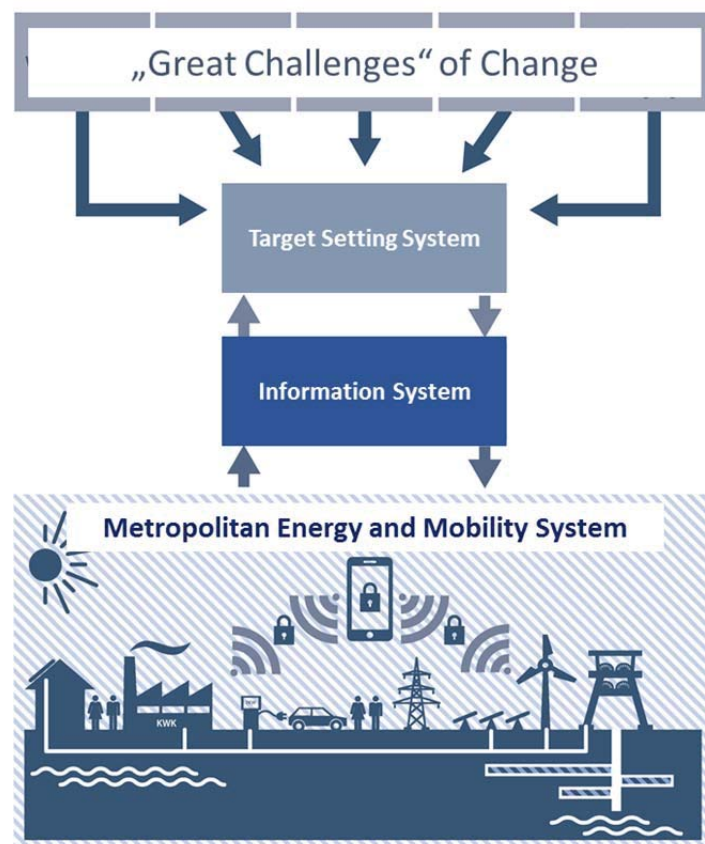 „Great Challenges“ of Change
Target Setting System
Information System
Metropolitan Energy and Mobility System
KWK